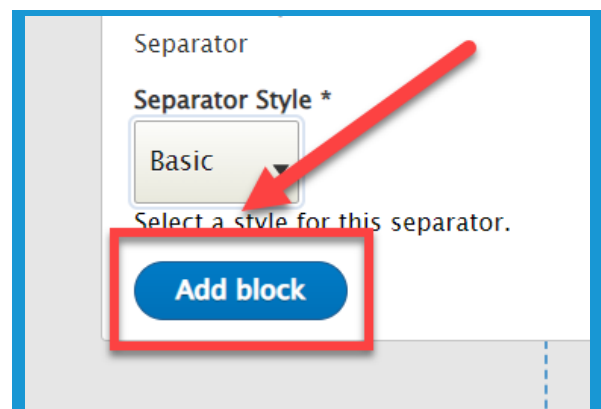 Separator
Separator Style *
Basic
Select a style for this separator.
Add block